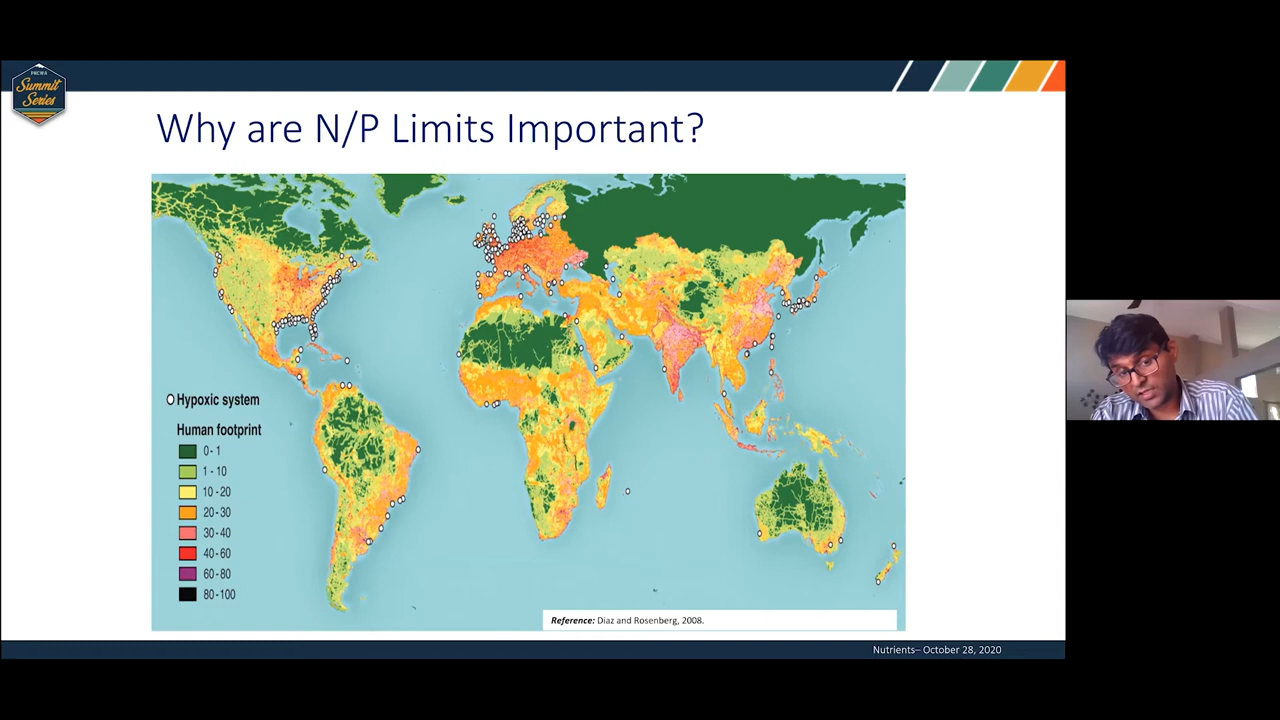 PNCWA
Summit
Series
Why are N/P Limits Important?
Hypoxic system
Human footprint
0 - 1
1 - 10
10 - 20
20 - 30
30 - 40
40 - 60
60 - 80
80 - 100
Reference: Diaz and Rosenberg, 2008.
Nutrients– October 28, 2020